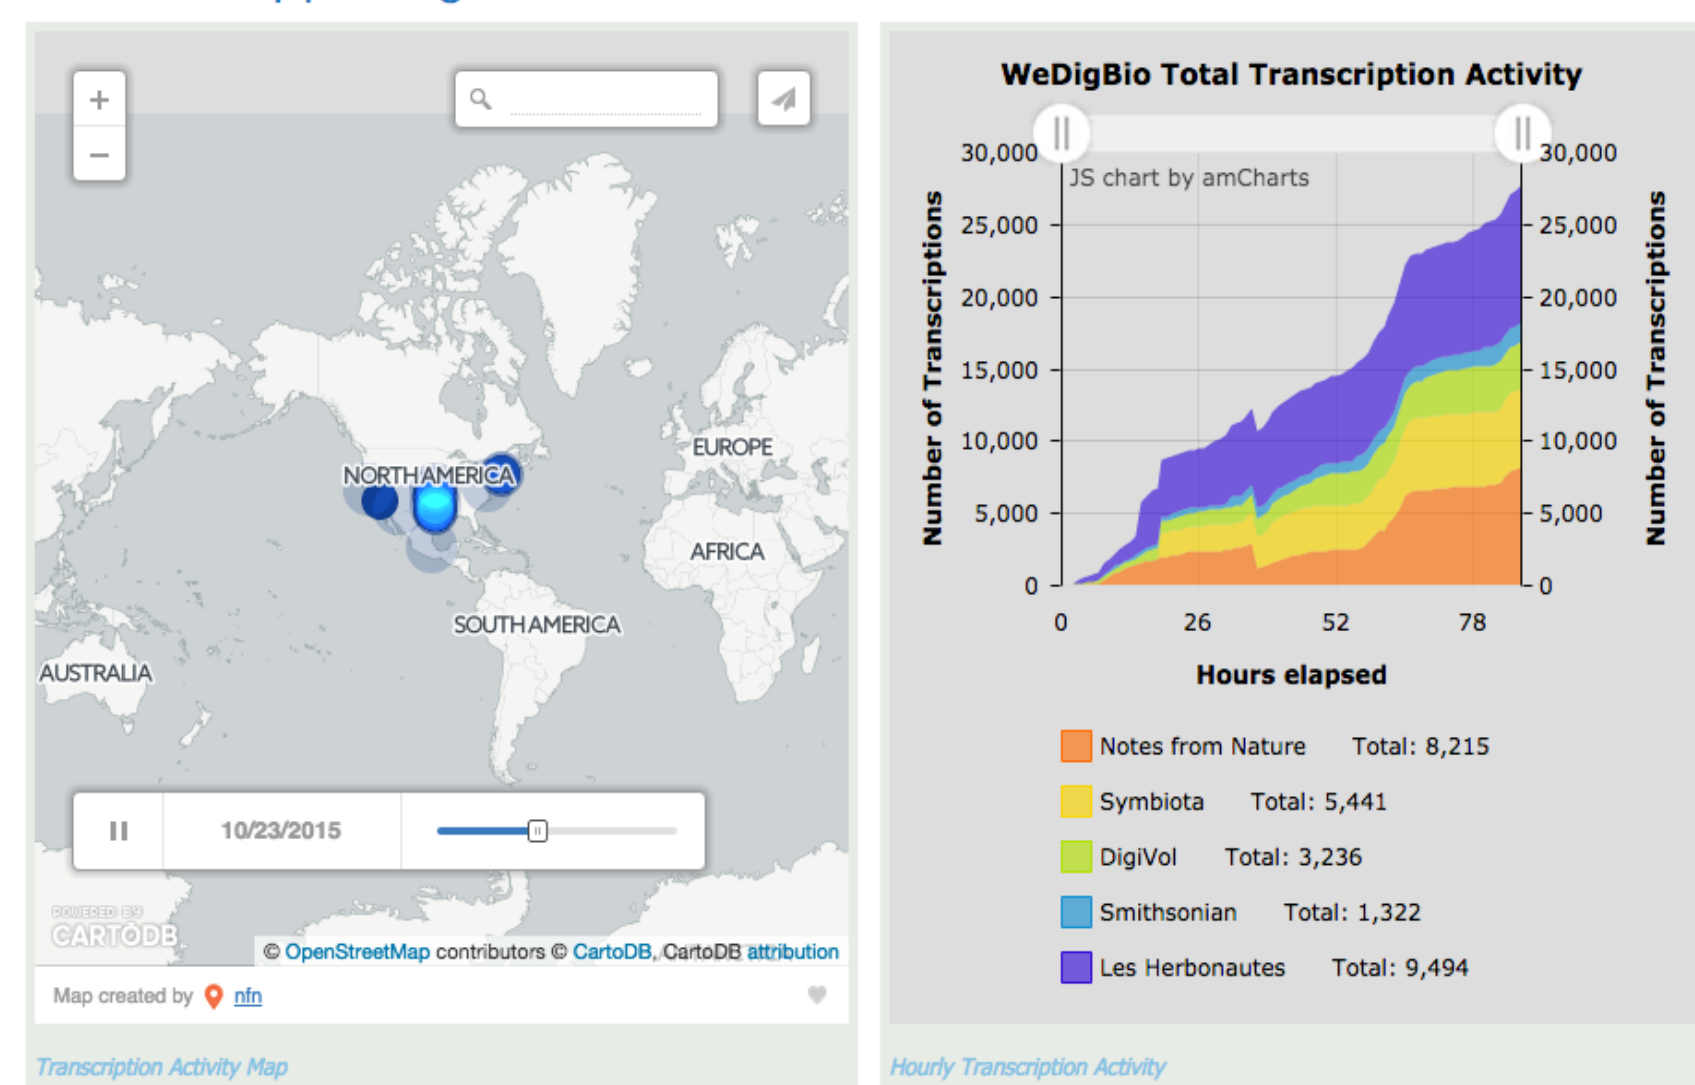 +
−
10/23/2015
NORTH AMERICA
EUROPE
AFRICA
SOUTH AMERICA
AUSTRALIA
POWERED BY
CARTODB
© OpenStreetMap contributors © CartoDB, CartoDB attribution
Map created by nfn
Transcription Activity Map
WeDigBio Total Transcription Activity
JS chart by amCharts
Number of Transcriptions
30,000
25,000
20,000
15,000
10,000
5,000
0
30,000
25,000
20,000
15,000
10,000
5,000
0
Number of Transcriptions
0 26 52 78
Hours elapsed
Notes from Nature Total: 8,215
Symbiota Total: 5,441
DigiVol Total: 3,236
Smithsonian Total: 1,322
Les Herbonautes Total: 9,494
Hourly Transcription Activity